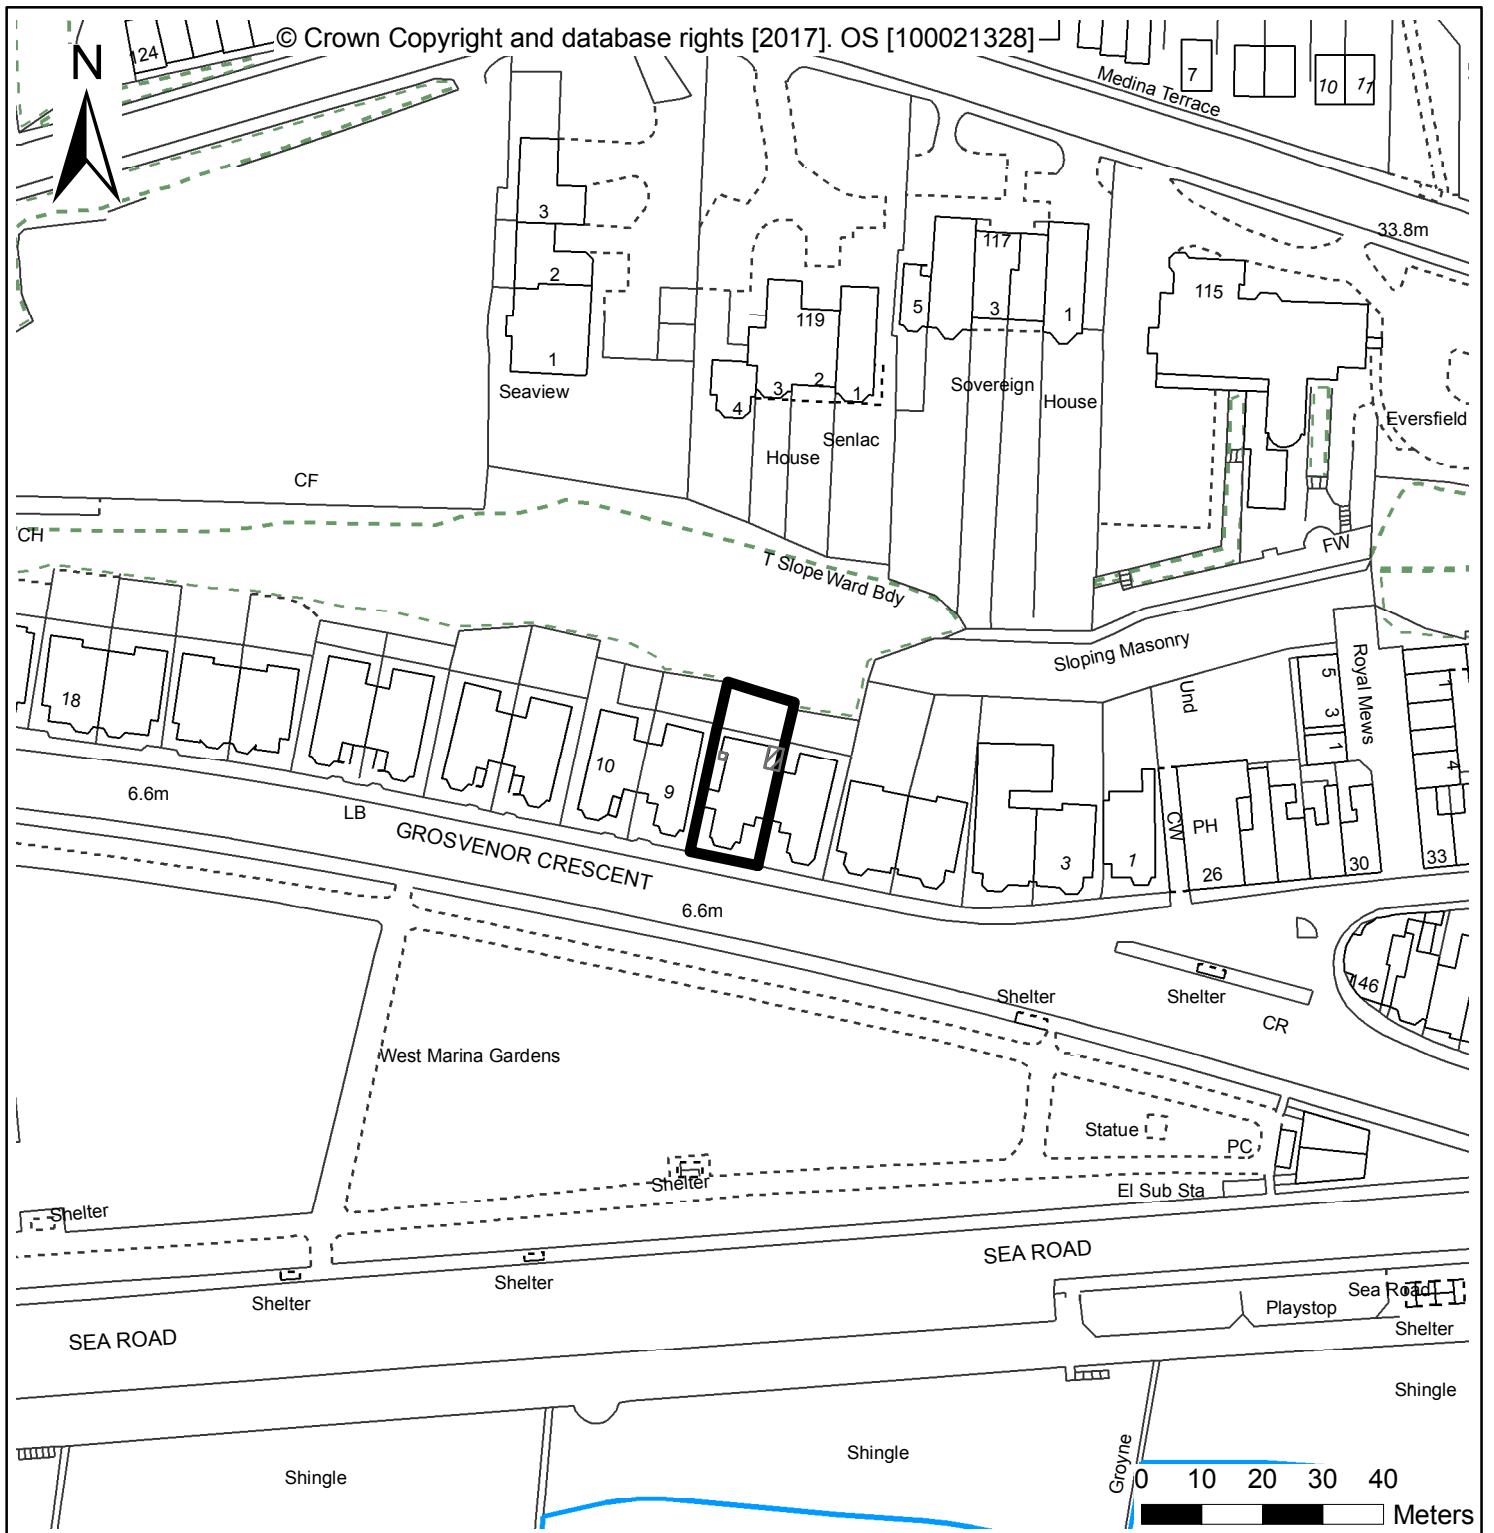 © Crown Copyright and database rights [2017]. OS [100021328]
N
124
Medina Terrace
7
10
11
33.8m
3
2
1
Seaview
119
4
3
2
1
Senlac
House
117
5
3
1
Sovereign
House
115
Eversfield
CF
CH
T Slope Ward Bdy
FW
Sloping Masonry
Und
Royal Mews
5
3
1
1
4
18
10
9
3
1
CW
PH
26
30
33
6.6m
LB
GROSVENOR CRESCENT
6.6m
46
Shelter
Shelter
CR
West Marina Gardens
Statue
PC
El Sub Sta
Shelter
Shelter
Shelter
Shelter
SEA ROAD
SEA ROAD
Sea Road
Playstop
Shelter
Shingle
Shingle
Shingle
Groyne
0 10 20 30 40
Meters